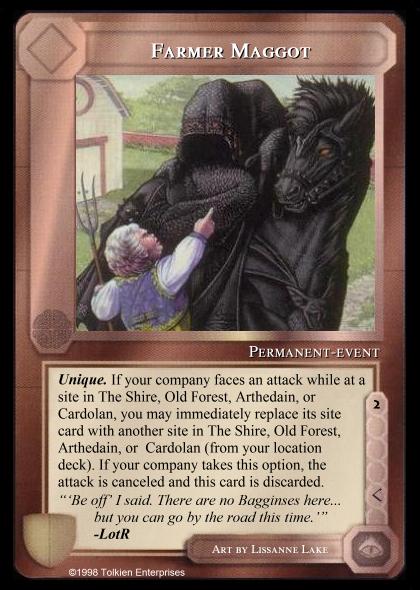 Farmer Maggot
Permanent-event
Unique. If your company faces an attack while at a
site in The Shire, Old Forest, Arthedain, or
Cardolan, you may immediately replace its site
card with another site in The Shire, Old Forest,
Arthedain, or Cardolan (from your location
deck). If your company takes this option, the
attack is canceled and this card is discarded.
“‘Be off’ I said. There are no Bagginses here...
but you can go by the road this time.’”
-LotR
2
Art by Lissanne Lake
©1998 Tolkien Enterprises